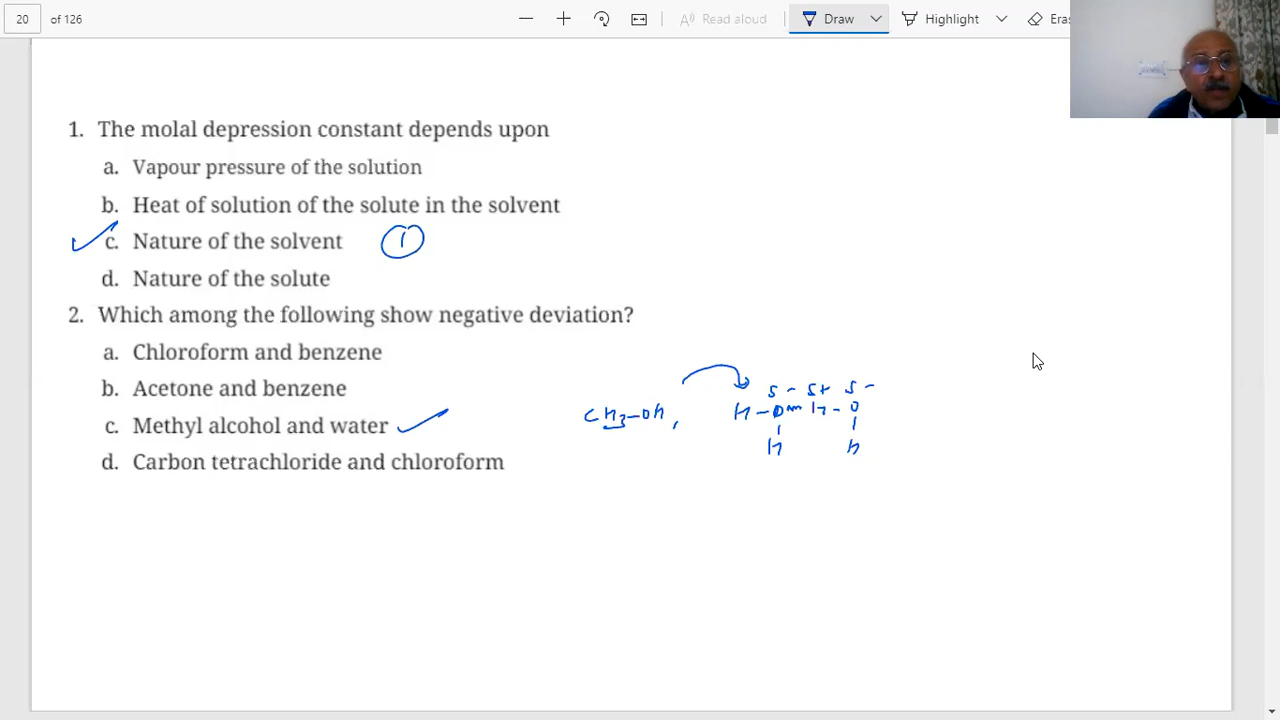 20 of 126
Read aloud
Draw
Highlight
Eras
1. The molal depression constant depends upon
a. Vapour pressure of the solution
b. Heat of solution of the solute in the solvent
c. Nature of the solvent 1
d. Nature of the solute
2. Which among the following show negative deviation?
a. Chloroform and benzene
b. Acetone and benzene
δ- δ+ δ-
CH3-OH, H-O H-O
c. Methyl alcohol and water
H H
d. Carbon tetrachloride and chloroform